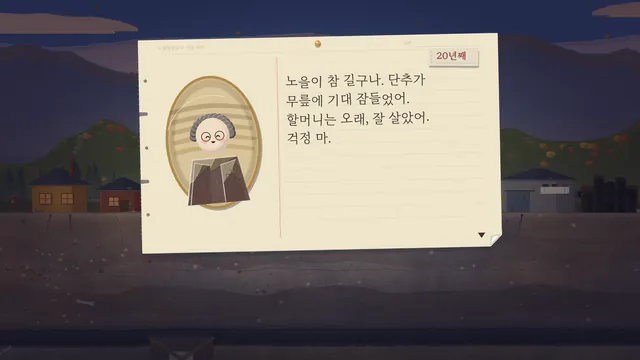 20년째
노을이 참 길구나. 단추가
무릎에 기대 잠들었어.
할머니는 오래, 잘 살았어.
걱정 마.